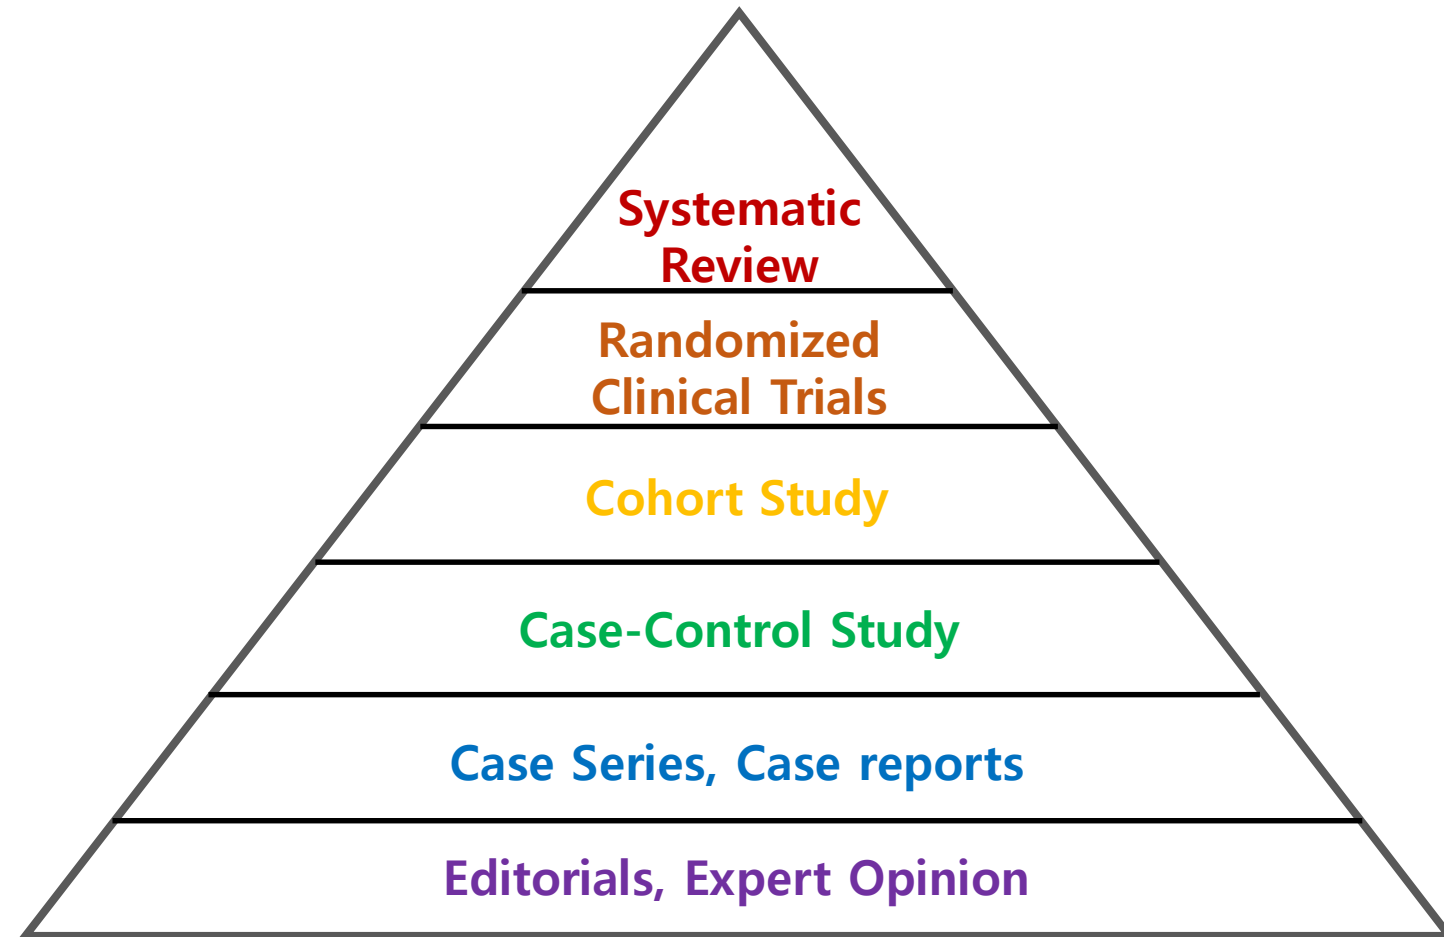 Systematic
Review
Randomized
Clinical Trials
Cohort Study
Case-Control Study
Case Series, Case reports
Editorials, Expert Opinion